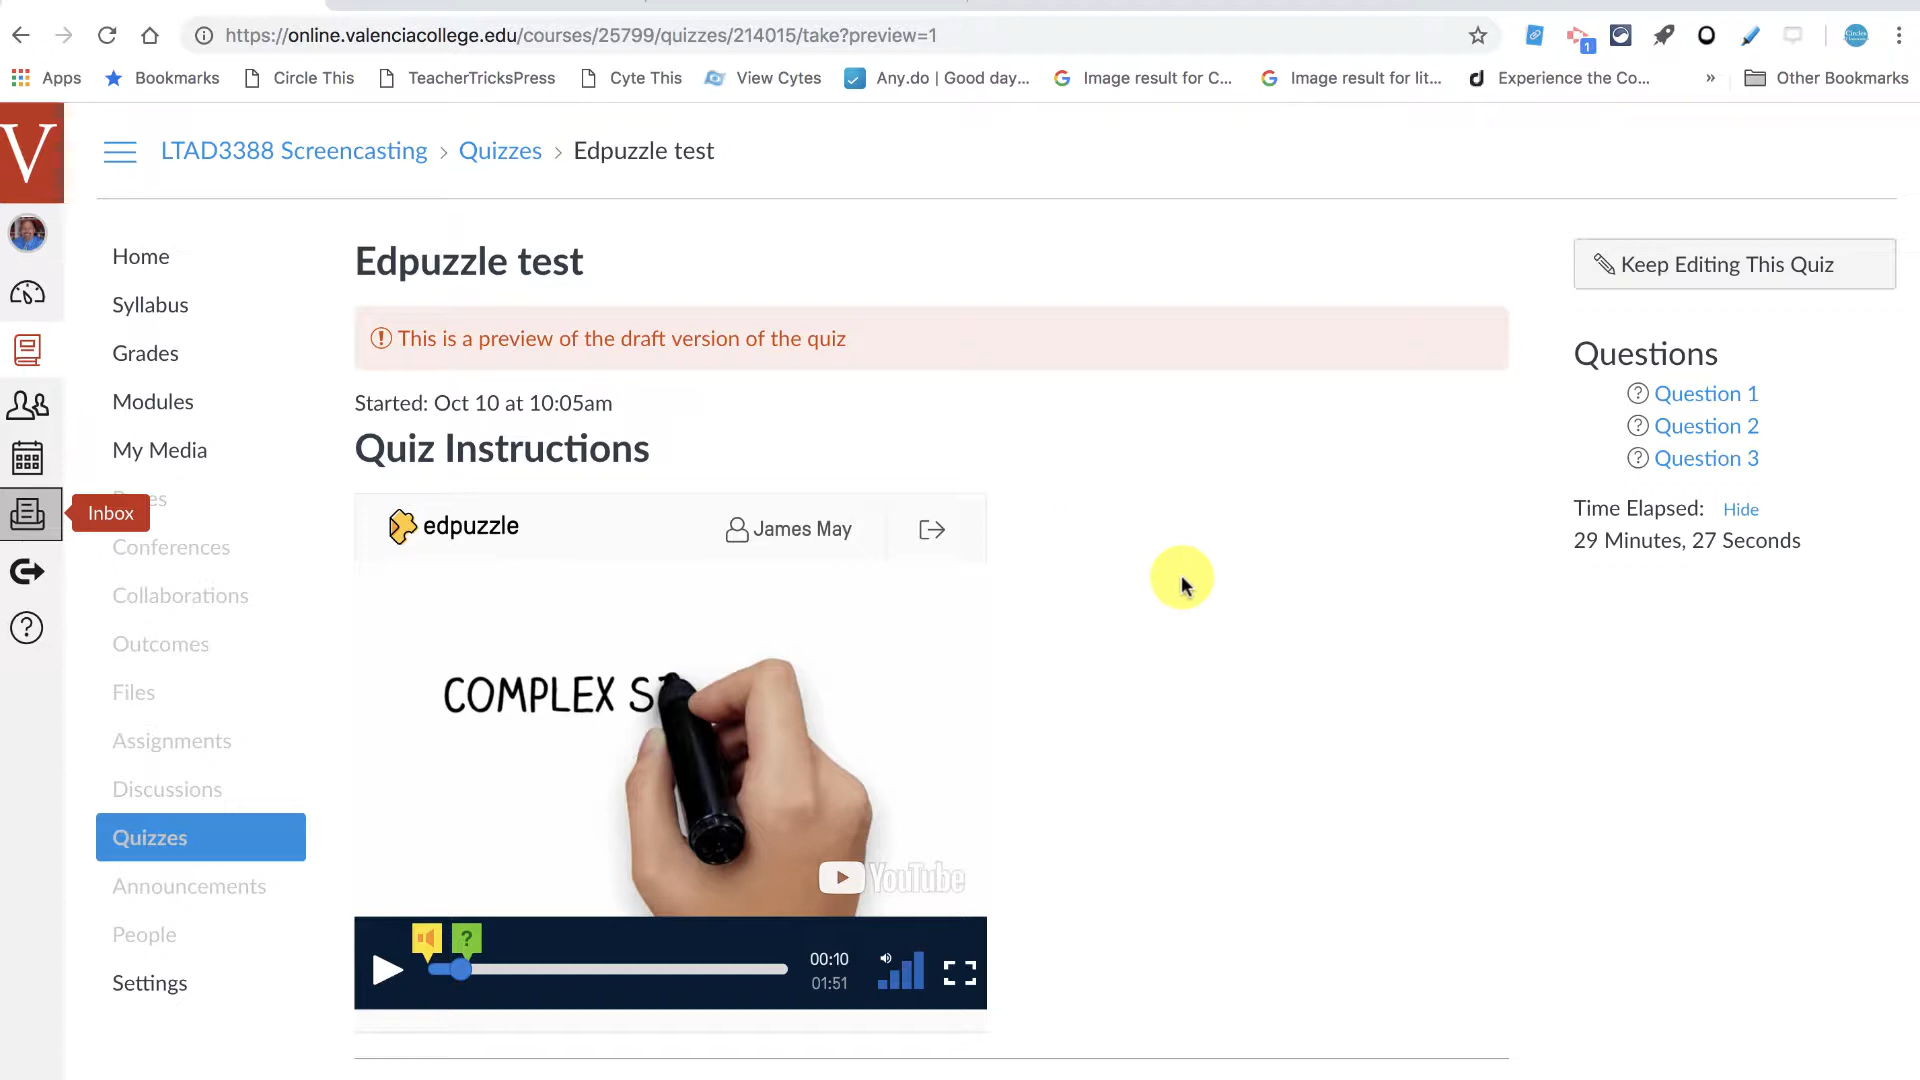 https://online.valenciacollege.edu/courses/25799/quizzes/214015/take?preview=1
1
Apps
Bookmarks
Circle This
TeacherTricksPress
Cyte This
View Cytes
Any.do | Good day...
Image result for C...
Image result for lit...
Experience the Co...
»
Other Bookmarks
V
LTAD3388 Screencasting > Quizzes > Edpuzzle test
Home
Syllabus
Grades
Modules
My Media
Inbox
Conferences
Collaborations
Outcomes
Files
Assignments
Discussions
Quizzes
Announcements
People
Settings
Edpuzzle test
This is a preview of the draft version of the quiz
Started: Oct 10 at 10:05am
Quiz Instructions
edpuzzle
James May
COMPLEX S
YouTube
?
00:10
01:51
Keep Editing This Quiz
Questions
Question 1
Question 2
Question 3
Time Elapsed: Hide
29 Minutes, 27 Seconds